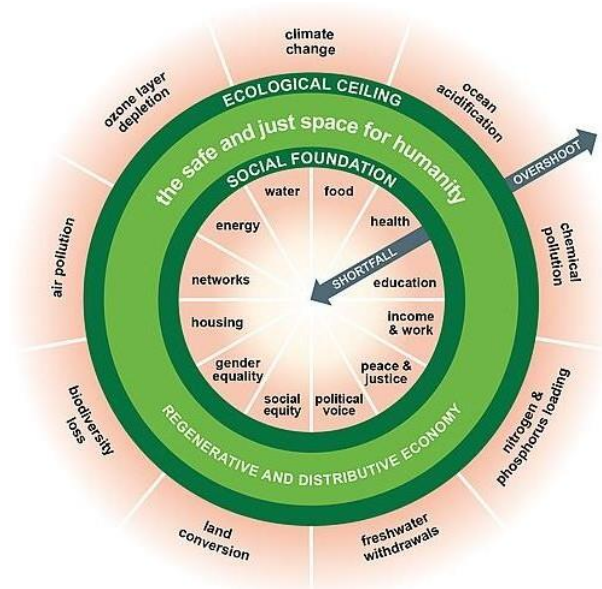 climate
change
ocean
acidification
chemical
pollution
nitrogen &
phosphorus loading
freshwater
withdrawals
land
conversion
biodiversity
loss
air pollution
ozone layer
depletion
OVERSHOOT
ECOLOGICAL CEILING
the safe and just space for humanity
SOCIAL FOUNDATION
water
food
health
SHORTFALL
education
income
& work
peace &
justice
political
voice
social
equity
gender
equality
housing
networks
energy
REGENERATIVE AND DISTRIBUTIVE ECONOMY